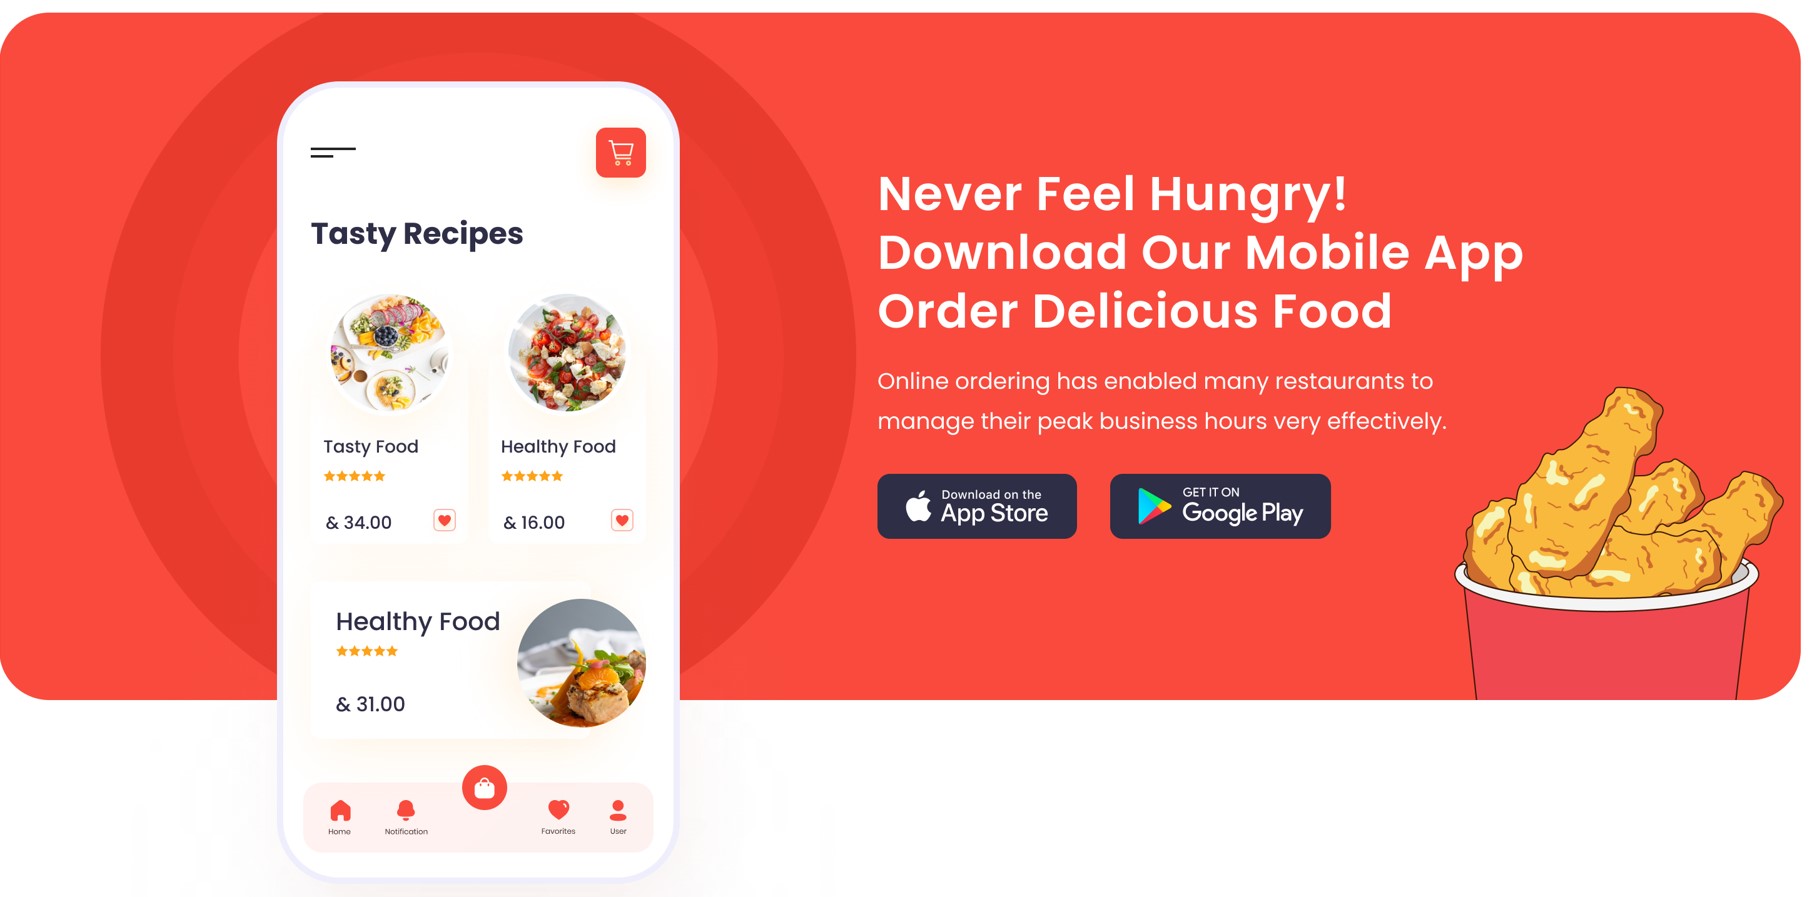 Tasty Recipes
Tasty Food
Healthy Food
& 34.00
& 16.00
Healthy Food
& 31.00
Home
Notification
Favorites
User
Never Feel Hungry!
Download Our Mobile App
Order Delicious Food
Online ordering has enabled many restaurants to
manage their peak business hours very effectively.
Download on the
App Store
GET IT ON
Google Play